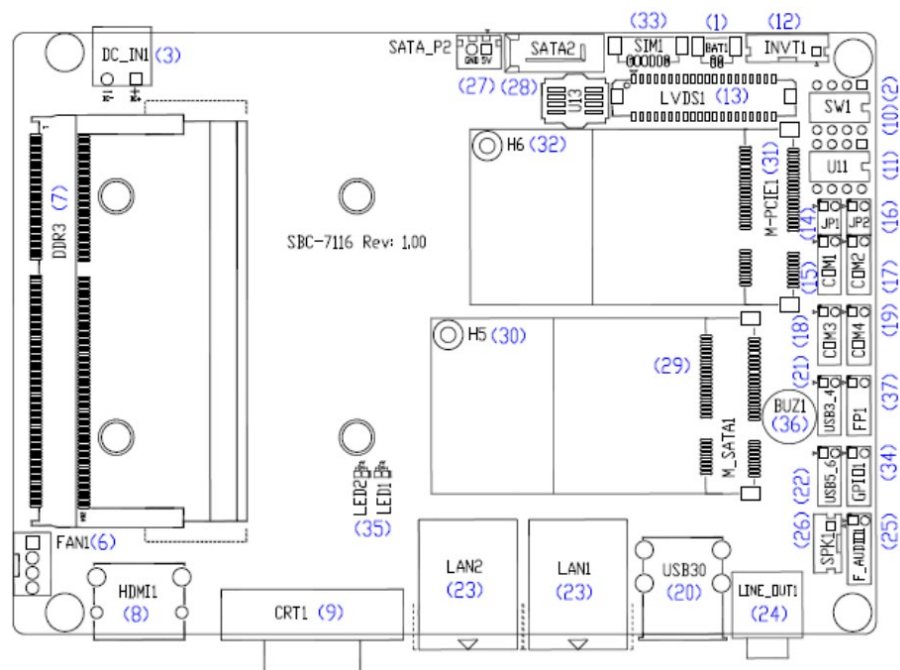 (33) (1) (12)
DC_IN1 (3)
SATA_P2 SATA2 SIM1 BAT1 INVT1
GND 5V
(27) (28) U13 LVDS1 (13) SW1 (10) (2)
H6 (32) M-PCIE1 (31) U11 (11)
DDR3 (7)
(14) JP1 JP2 (16)
SBC-7116 Rev: 1.00
(15) COM1 COM2 (17)
H5 (30) (18) COM3 COM4 (19)
(29) (21)
BUZ1 USB3_4 FP1 (37)
(36)
M_SATA1
LED2 LED1 (22) USB5_6 GPIO1 (34)
(35)
FAN1(6) (26) SPK1 F_AUDIO1 (25)
HDMI1 LAN2 LAN1 USB30 LINE_OUT1
(8) CRT1 (9) (23) (23) (20) (24)